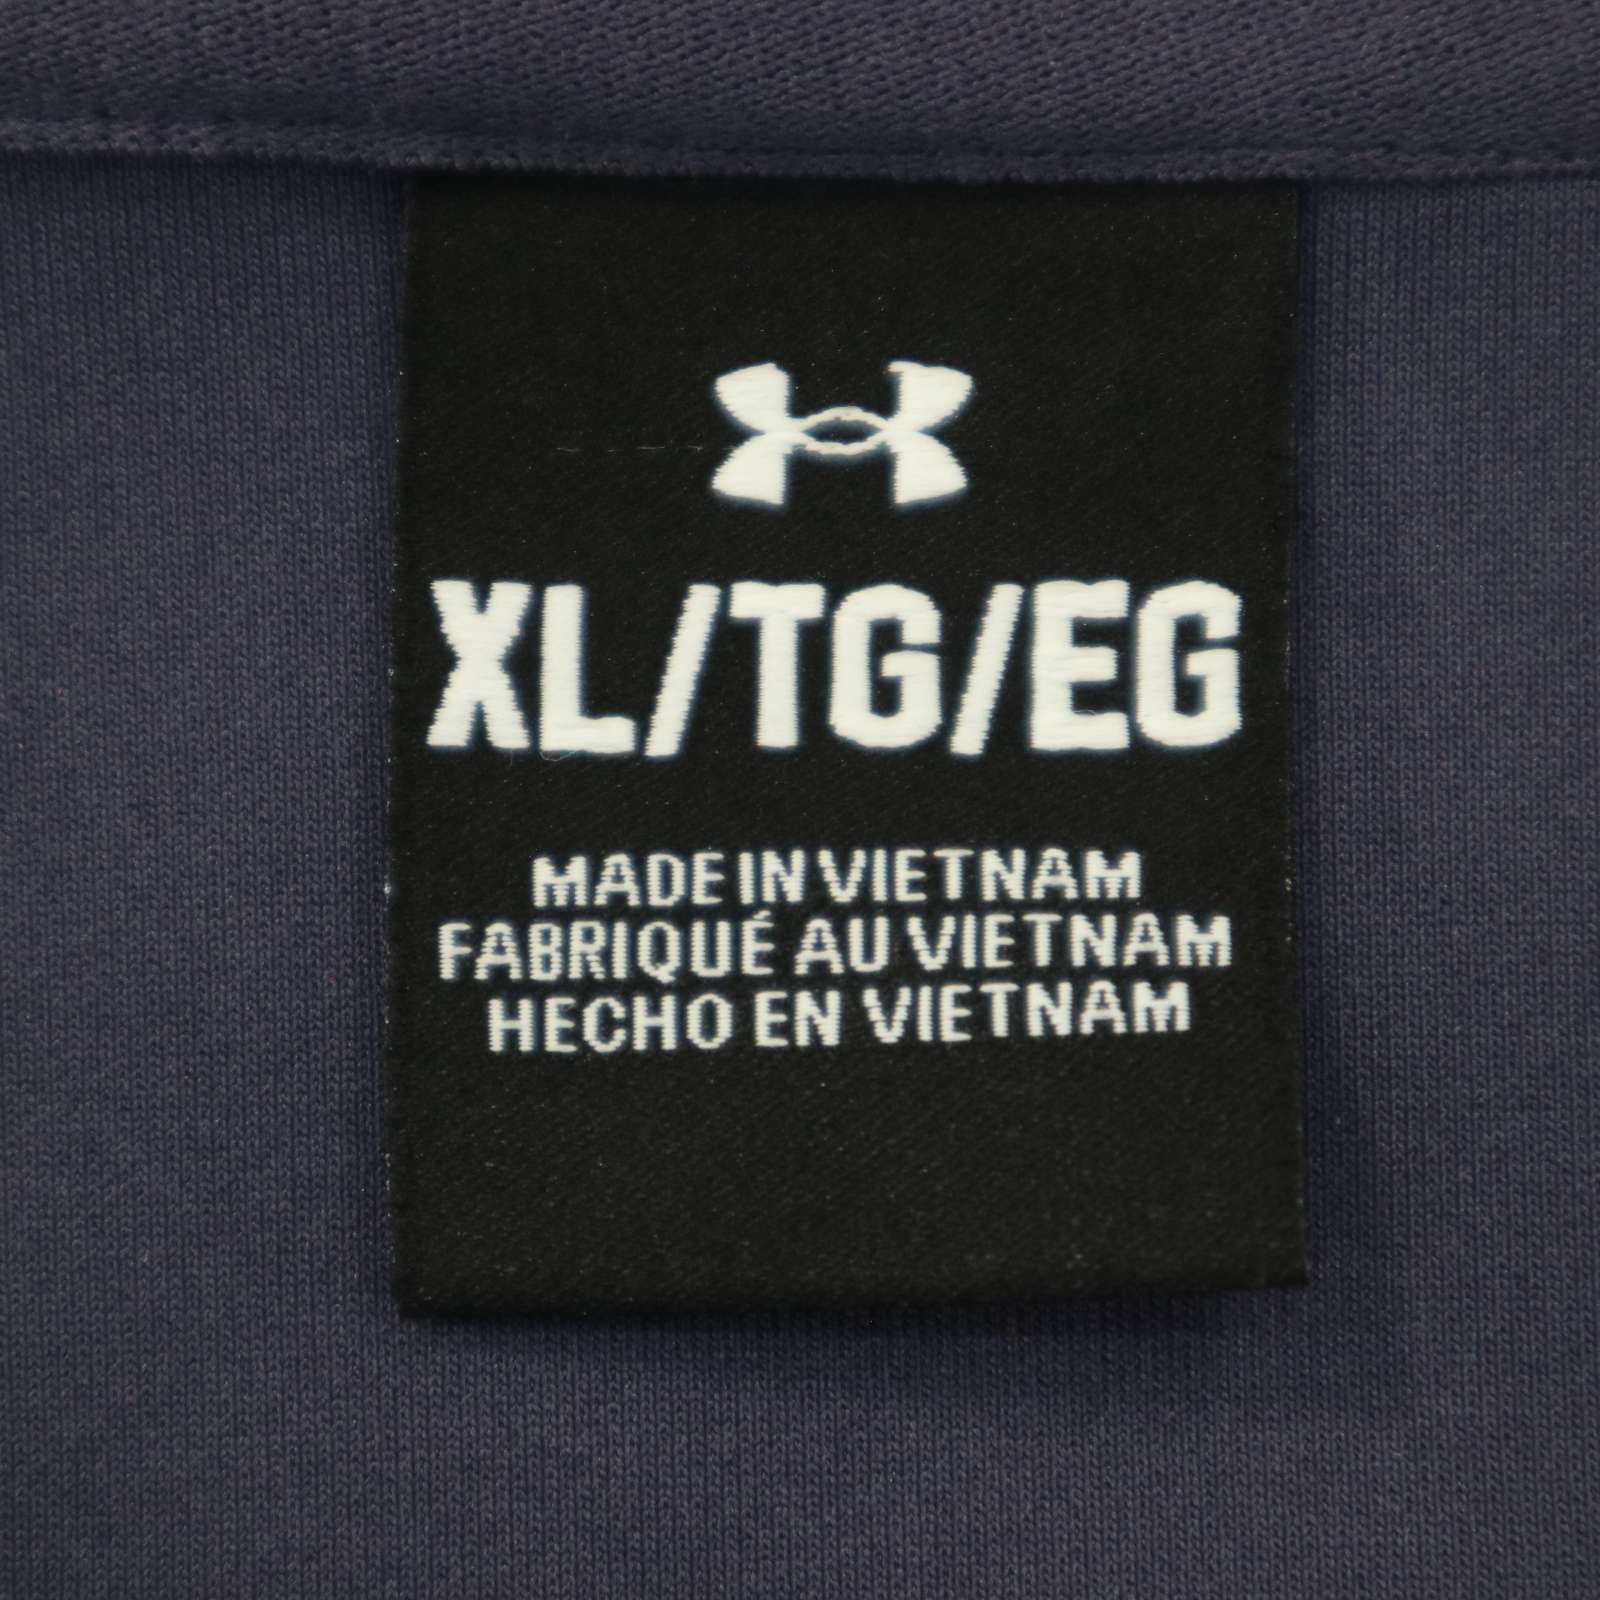 XL/TG/EG
MADE IN VIETNAM
FABRIQUÉ AU VIETNAM
HECHO EN VIETNAM